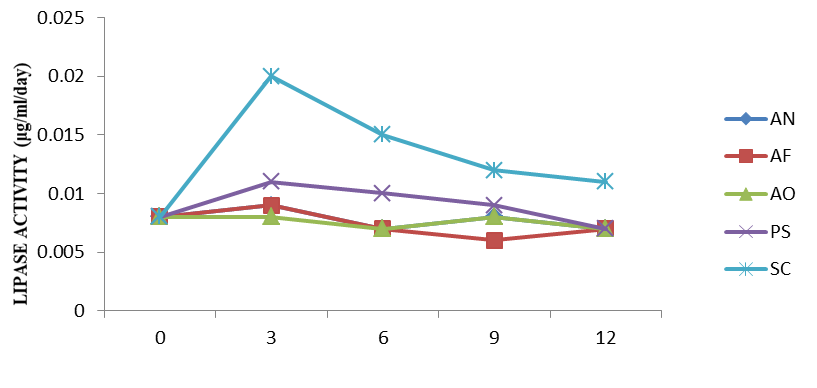 0.025
0.02
0.015
0.01
0.005
0
LIPASE ACTIVITY (µg/ml/day)
0 3 6 9 12
AN
AF
AO
PS
SC